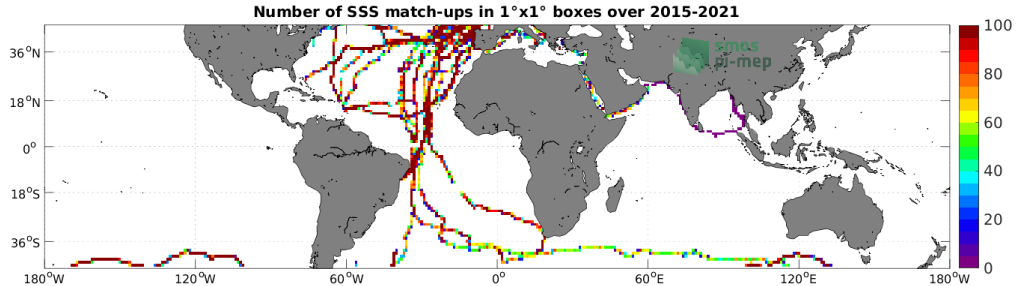 Number of SSS match-ups in 1°x1° boxes over 2015-2021
36°N
18°N
0°
18°S
36°S
180°W
120°W
60°W
0°
60°E
120°E
180°W
smos
pi-mep
100
80
60
40
20
0